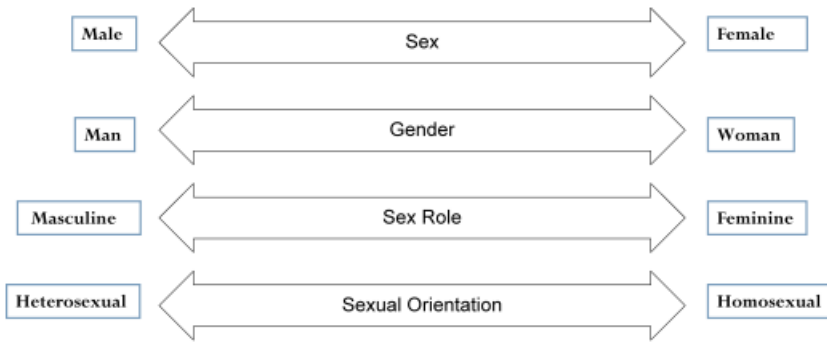 Male
Sex
Female
Man
Gender
Woman
Masculine
Sex Role
Feminine
Heterosexual
Sexual Orientation
Homosexual